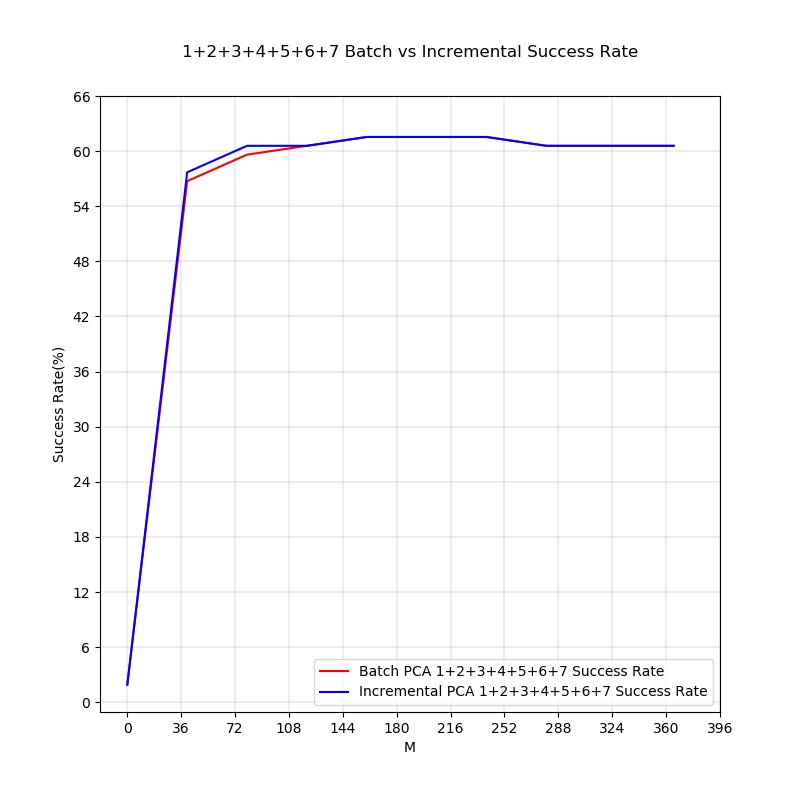 1+2+3+4+5+6+7 Batch vs Incremental Success Rate
66
60
54
48
42
36
30
24
18
12
6
0
Success Rate(%)
Batch PCA 1+2+3+4+5+6+7 Success Rate
Incremental PCA 1+2+3+4+5+6+7 Success Rate
0 36 72 108 144 180 216 252 288 324 360 396
M